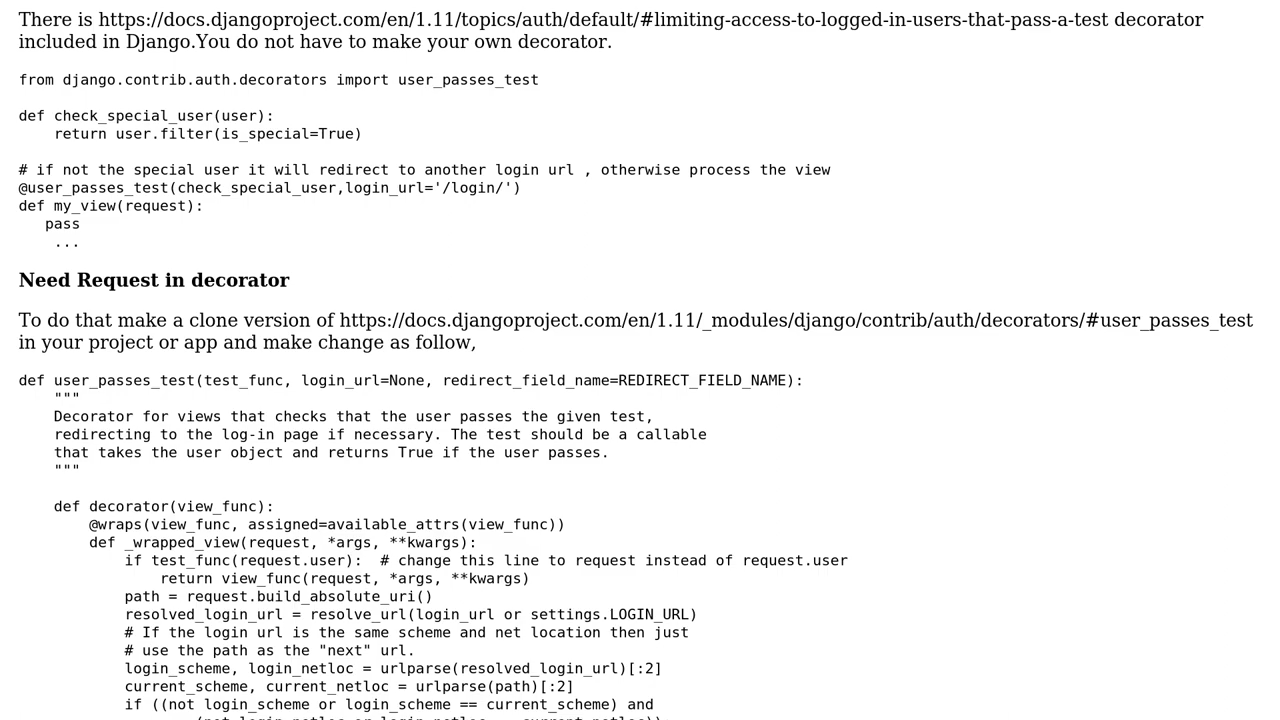 There is https://docs.djangoproject.com/en/1.11/topics/auth/default/#limiting-access-to-logged-in-users-that-pass-a-test decorator
included in Django.You do not have to make your own decorator.
from django.contrib.auth.decorators import user_passes_test
def check_special_user(user):
    return user.filter(is_special=True)
# if not the special user it will redirect to another login url , otherwise process the view
@user_passes_test(check_special_user,login_url='/login/')
def my_view(request):
   pass
    ...
Need Request in decorator
To do that make a clone version of https://docs.djangoproject.com/en/1.11/_modules/django/contrib/auth/decorators/#user_passes_test
in your project or app and make change as follow,
def user_passes_test(test_func, login_url=None, redirect_field_name=REDIRECT_FIELD_NAME):
    """
    Decorator for views that checks that the user passes the given test,
    redirecting to the log-in page if necessary. The test should be a callable
    that takes the user object and returns True if the user passes.
    """
    def decorator(view_func):
        @wraps(view_func, assigned=available_attrs(view_func))
        def _wrapped_view(request, *args, **kwargs):
            if test_func(request.user):  # change this line to request instead of request.user
                return view_func(request, *args, **kwargs)
            path = request.build_absolute_uri()
            resolved_login_url = resolve_url(login_url or settings.LOGIN_URL)
            # If the login url is the same scheme and net location then just
            # use the path as the "next" url.
            login_scheme, login_netloc = urlparse(resolved_login_url)[:2]
            current_scheme, current_netloc = urlparse(path)[:2]
            if ((not login_scheme or login_scheme == current_scheme) and